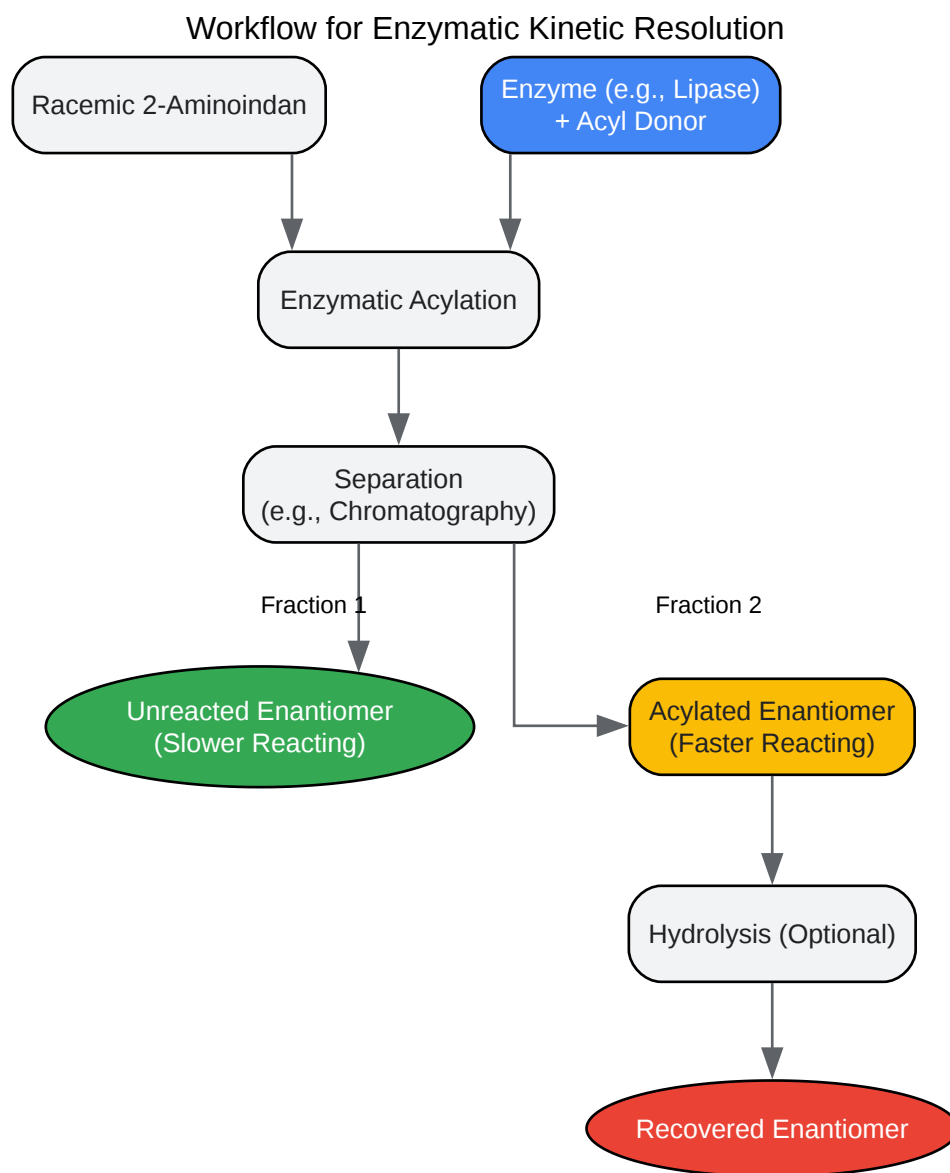 Workflow for Enzymatic Kinetic Resolution
Racemic 2-Aminoindan
Enzyme (e.g., Lipase)
+ Acyl Donor
Enzymatic Acylation
Separation
(e.g., Chromatography)
Fraction 1
Fraction 2
Unreacted Enantiomer
(Slower Reacting)
Acylated Enantiomer
(Faster Reacting)
Hydrolysis (Optional)
Recovered Enantiomer